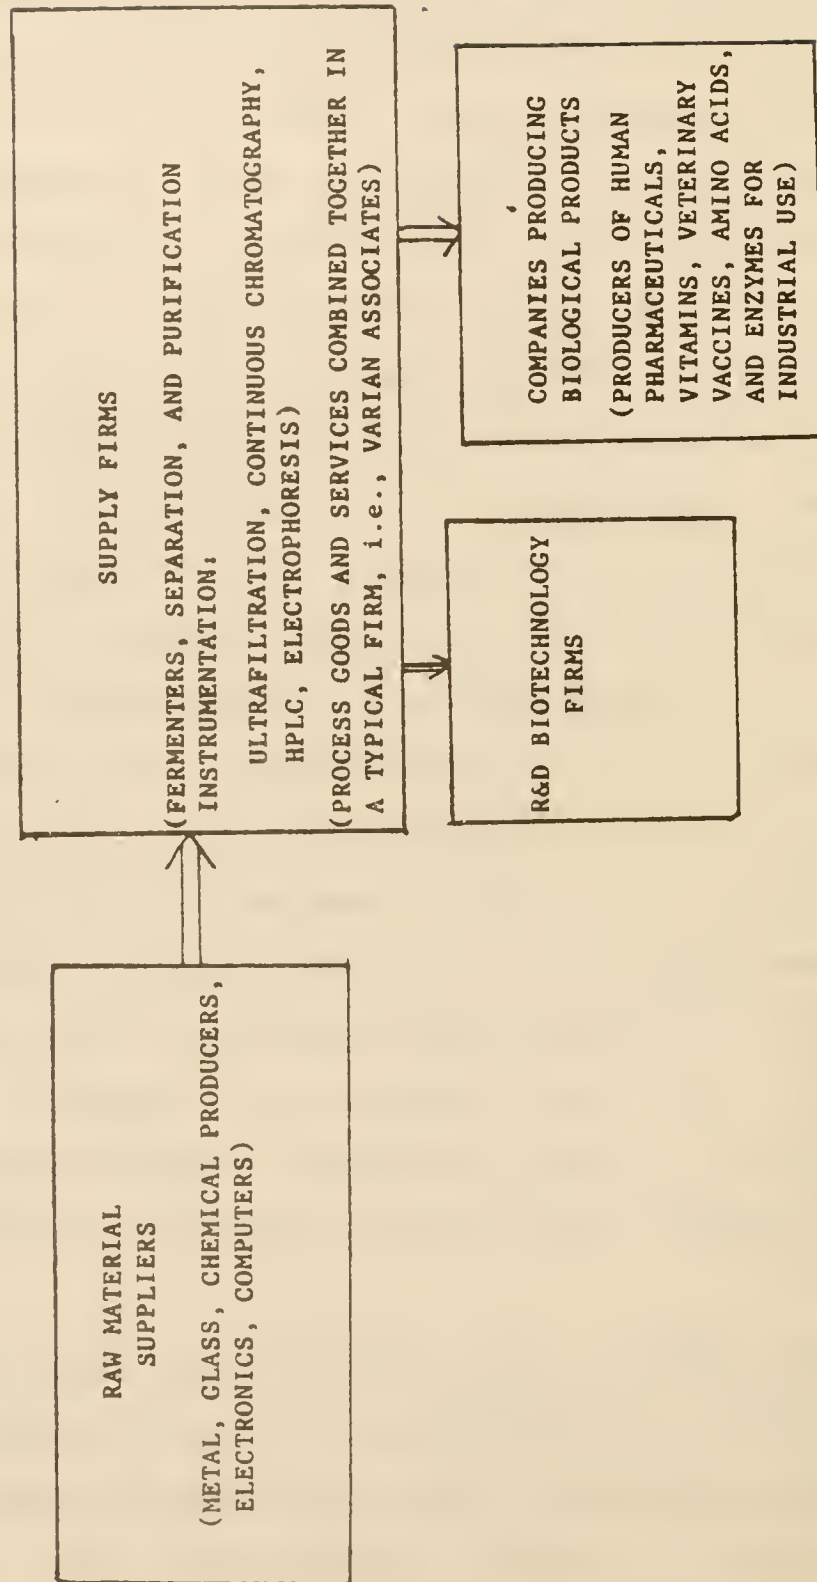 RAW MATERIAL
SUPPLIERS
(METAL, GLASS, CHEMICAL PRODUCERS,
ELECTRONICS, COMPUTERS)
SUPPLY FIRMS
(FERMENTERS, SEPARATION, AND PURIFICATION
INSTRUMENTATION:
ULTRAFILTRATION, CONTINUOUS CHROMATOGRAPHY,
HPLC, ELECTROPHORESIS)
(PROCESS GOODS AND SERVICES COMBINED TOGETHER IN
A TYPICAL FIRM, i.e., VARIAN ASSOCIATES)
R&D BIOTECHNOLOGY
FIRMS
COMPANIES PRODUCING
BIOLOGICAL PRODUCTS
(PRODUCERS OF HUMAN
PHARMACEUTICALS,
VITAMINS, VETERINARY
VACCINES, AMINO ACIDS,
AND ENZYMES FOR
INDUSTRIAL USE)